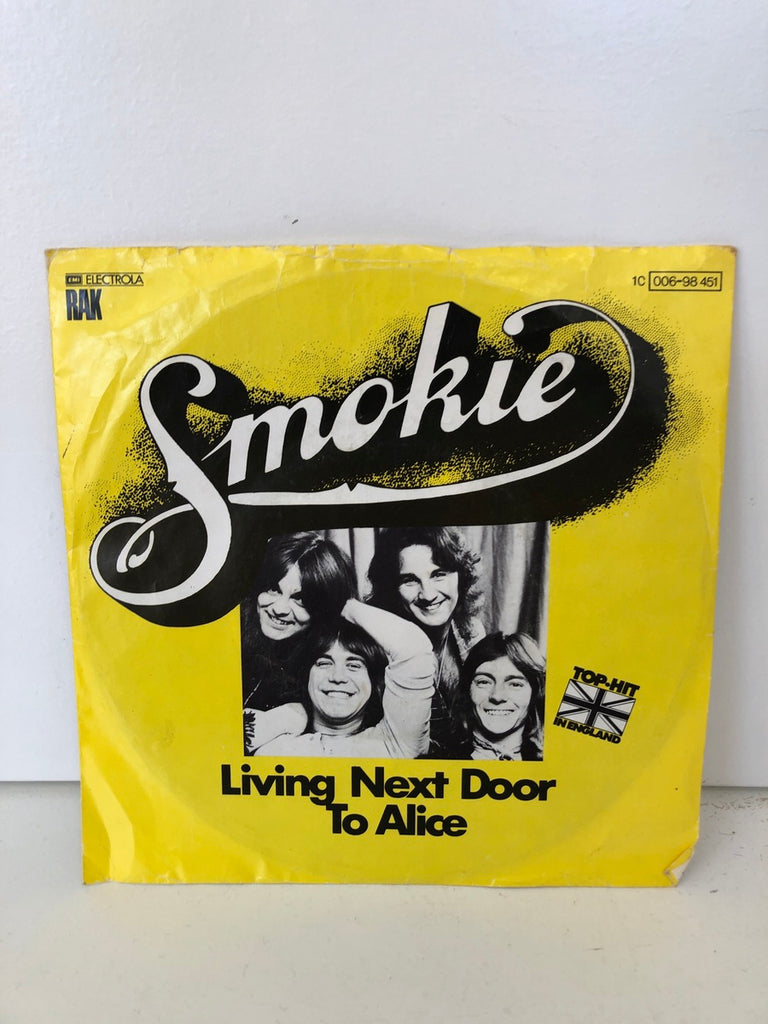 EMI ELECTROLA
RAK
1C 006-98 451
Smokie
TOP-HIT
IN ENGLAND
Living Next Door
To Alice